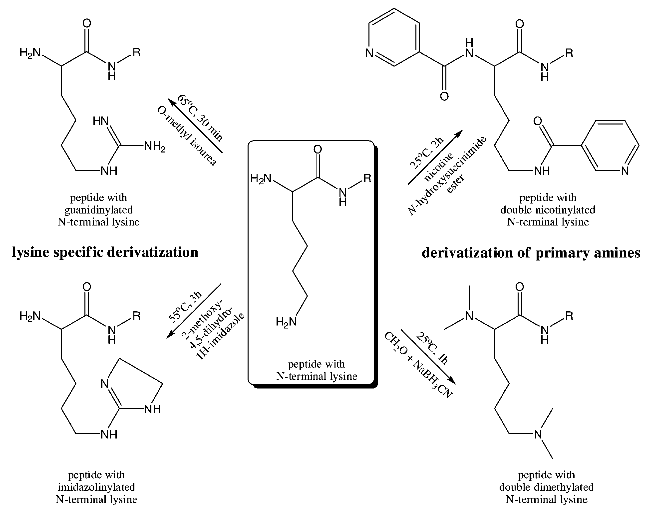 O
H₂N
N
H
R
HN
NH₂
NH
peptide with
guanidinylated
N-terminal lysine
65°C, 30 min
O-methyl isourea
N
O
H
N
O
N
H
R
O
NH
N
25°C, 2h
nicotine
N-hydroxysuccinimide
ester
peptide with
double nicotinylated
N-terminal lysine
O
H₂N
N
H
R
H₂N
peptide with
N-terminal lysine
lysine specific derivatization
derivatization of primary amines
O
H₂N
N
H
R
N
NH
NH
peptide with
imidazolinylated
N-terminal lysine
55°C, 3h
2-methoxy-
4,5-dihydro-
1H-imidazole
25°C, 1h
CH₂O + NaBH₃CN
N
O
N
H
R
N
peptide with
double dimethylated
N-terminal lysine